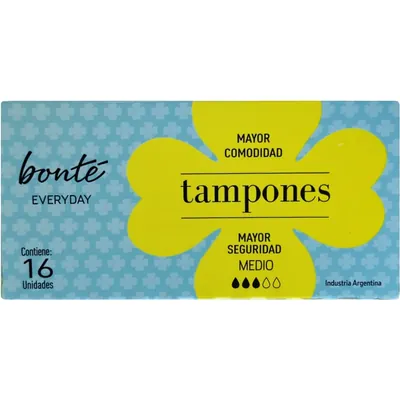 bonté
EVERYDAY
Contiene:
16
Unidades
MAYOR
COMODIDAD
tampones
MAYOR
SEGURIDAD
MEDIO
Industria Argentina